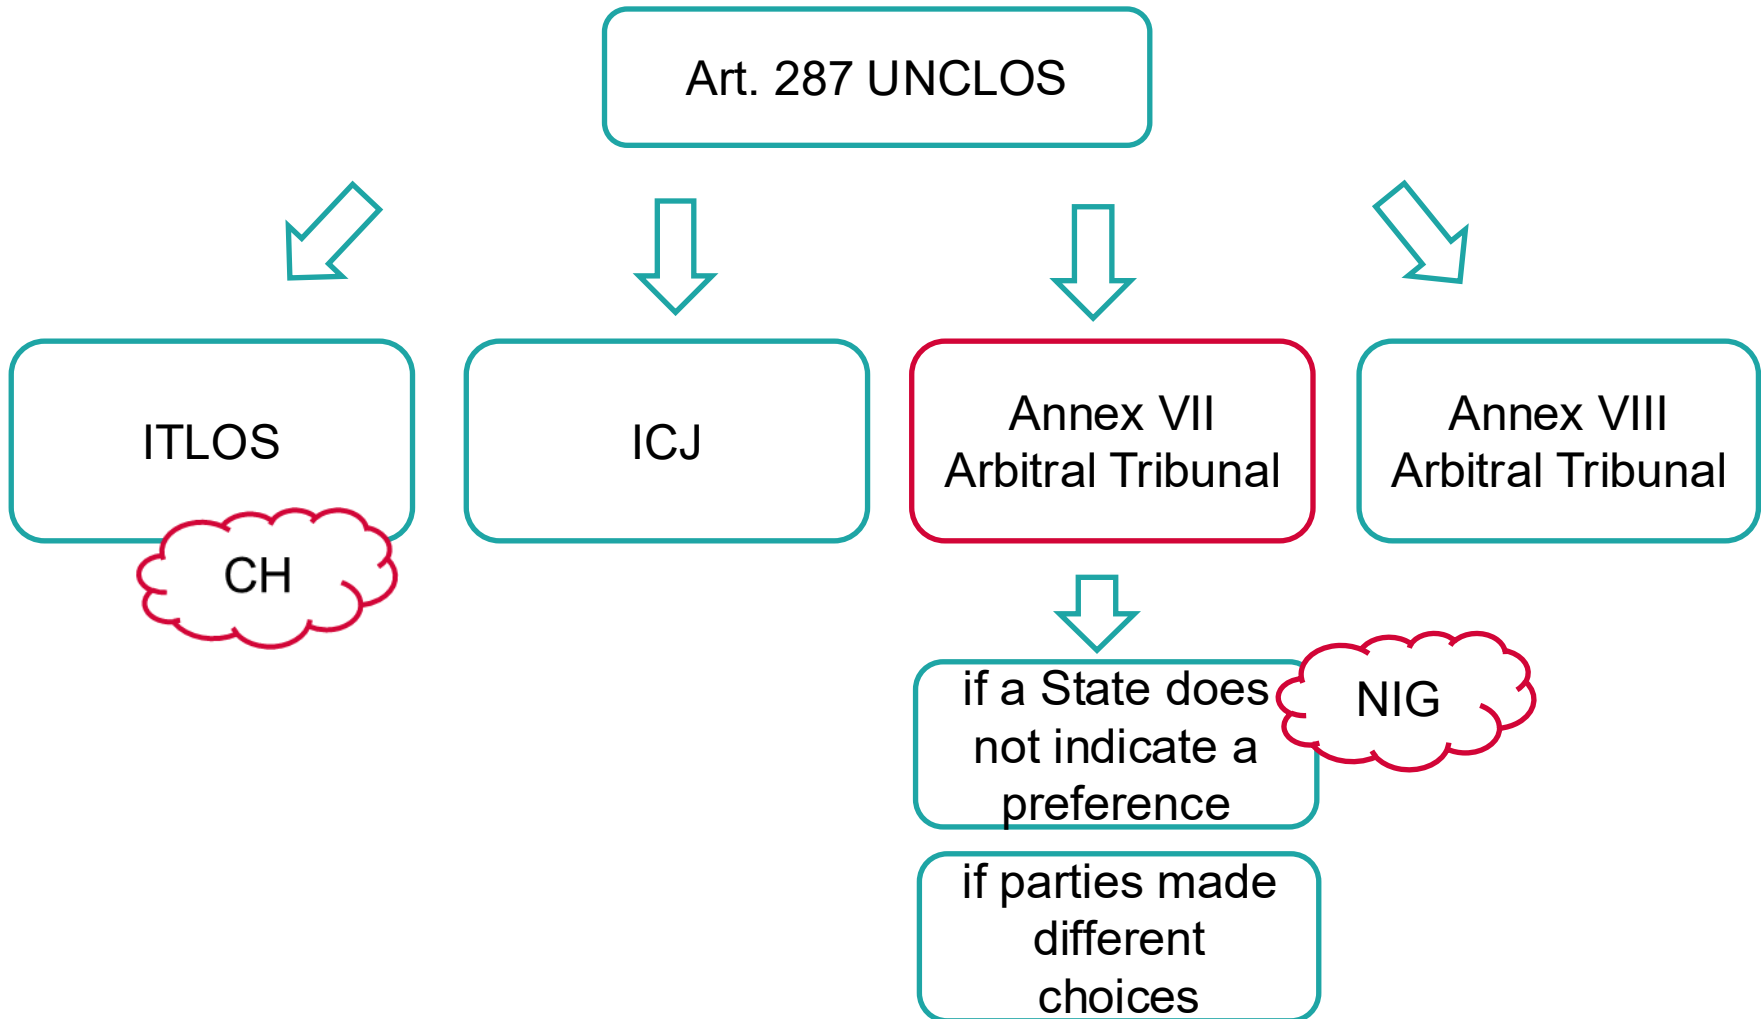 Art. 287 UNCLOS
ITLOS
CH
ICJ
Annex VII
Arbitral Tribunal
Annex VIII
Arbitral Tribunal
if a State does
not indicate a
preference
NIG
if parties made
different
choices